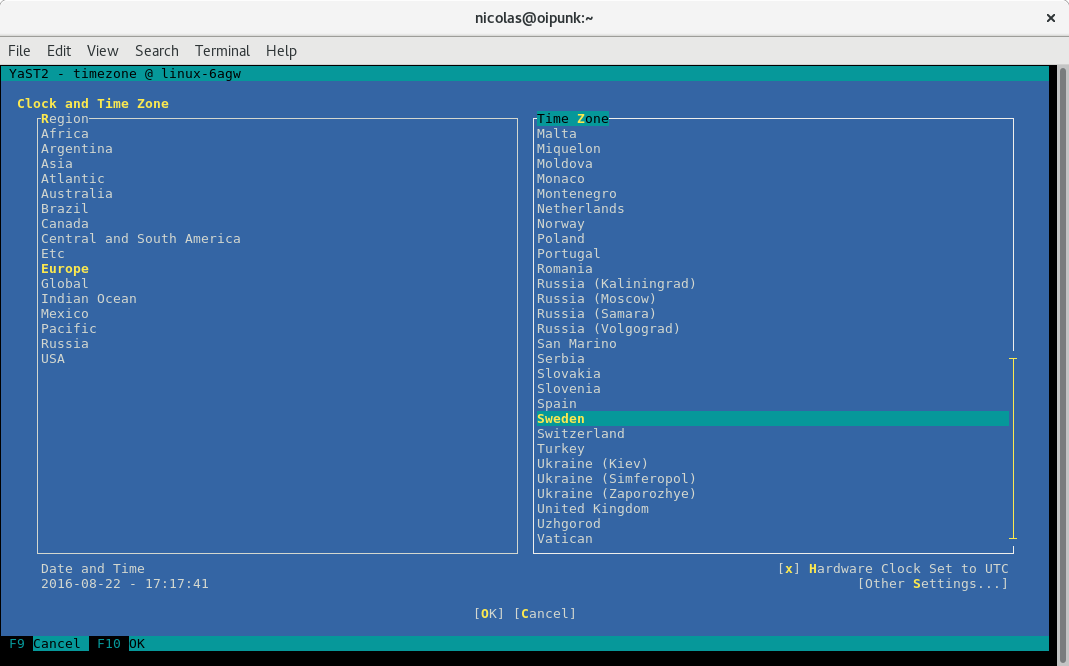 nicolas@oipunk:~
File Edit View Search Terminal Help
YaST2 - timezone @ linux-6agw
Clock and Time Zone
Region
Africa
Argentina
Asia
Atlantic
Australia
Brazil
Canada
Central and South America
Etc
Europe
Global
Indian Ocean
Mexico
Pacific
Russia
USA
Time Zone
Malta
Miquelon
Moldova
Monaco
Montenegro
Netherlands
Norway
Poland
Portugal
Romania
Russia (Kaliningrad)
Russia (Moscow)
Russia (Samara)
Russia (Volgograd)
San Marino
Serbia
Slovakia
Slovenia
Spain
Sweden
Switzerland
Turkey
Ukraine (Kiev)
Ukraine (Simferopol)
Ukraine (Zaporozhye)
United Kingdom
Uzhgorod
Vatican
Date and Time
2016-08-22 - 17:17:41
[x] Hardware Clock Set to UTC
[Other Settings...]
[OK] [Cancel]
F9 Cancel F10 OK